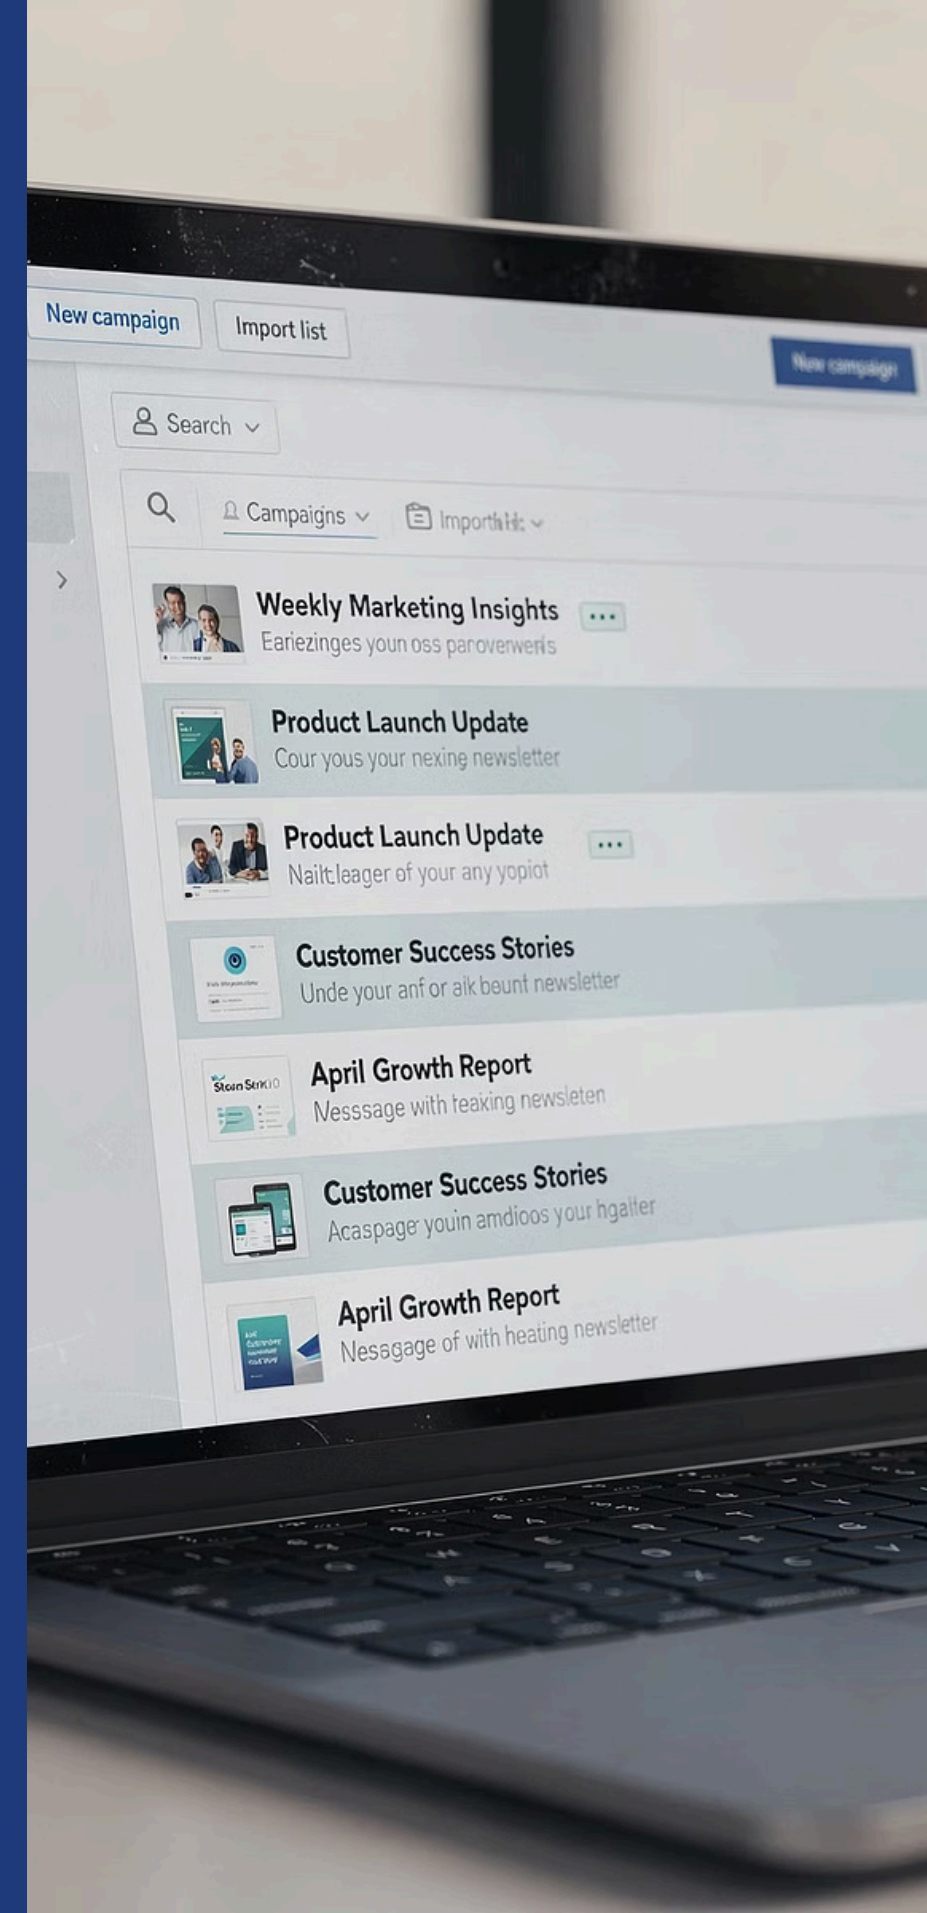 New campaign
Import list
New campaign
Search
Campaigns
Weekly Marketing Insights
Eariezinges youn oss paroverweris
Product Launch Update
Cour yous your nexing newsletter
Product Launch Update
of your any yopiot
Customer Success Stories
Unde your anf or aik beunt newsletter
April Growth Report
Nesssage with teaking newsleten
Customer Success Stories
Acaspage youin amdioos your hgalter
April Growth Report
Nesagage of with heating newsletter